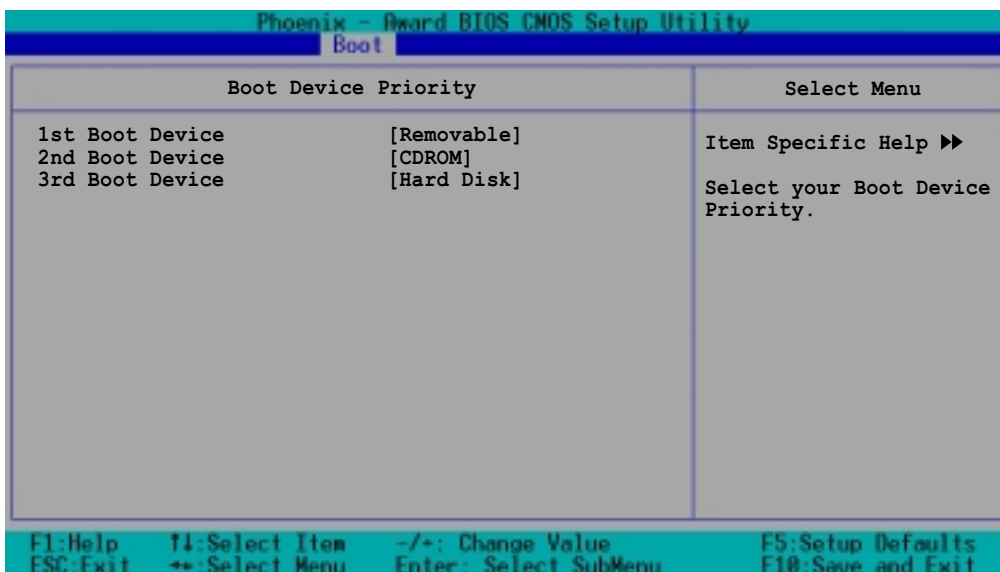 Phoenix - Award BIOS CMOS Setup Utility
Boot
Boot Device Priority
Select Menu
1st Boot Device [Removable]
2nd Boot Device [CDROM]
3rd Boot Device [Hard Disk]
Item Specific Help ▶▶
Select your Boot Device
Priority.
F1:Help ↑↓:Select Item -/+: Change Value F5:Setup Defaults
ESC:Exit ←→:Select Menu Enter: Select SubMenu F10:Save and Exit